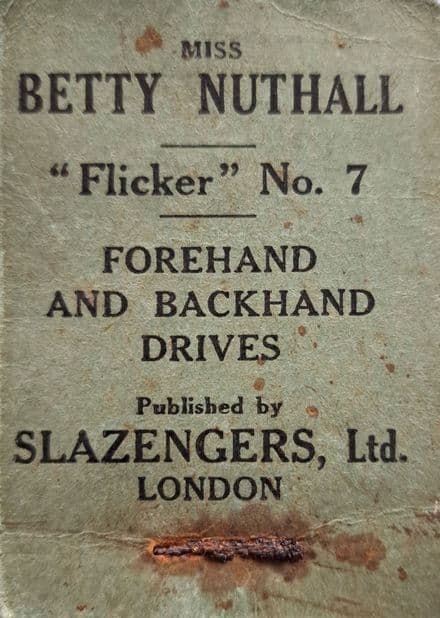 MISS
BETTY NUTHALL
"Flicker" No. 7
FOREHAND
AND BACKHAND
DRIVES
Published by
SLAZENGERS, Ltd.
LONDON